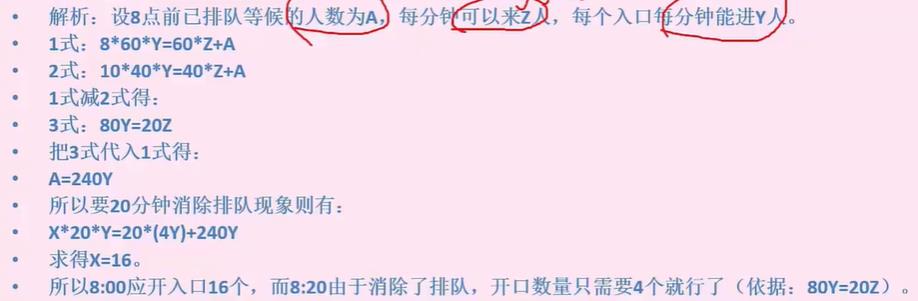 • 解析：设8点前已排队等候的人数为A，每分钟可以来Z人，每个入口每分钟能进Y人。
• 1式：8*60*Y=60*Z+A
• 2式：10*40*Y=40*Z+A
• 1式减2式得：
• 3式：80Y=20Z
• 把3式代入1式得：
• A=240Y
• 所以要20分钟消除排队现象则有：
• X*20*Y=20*(4Y)+240Y
• 求得X=16。
• 所以8:00应开入口16个，而8:20由于消除了排队，开口数量只需要4个就行了（依据：80Y=20Z）。